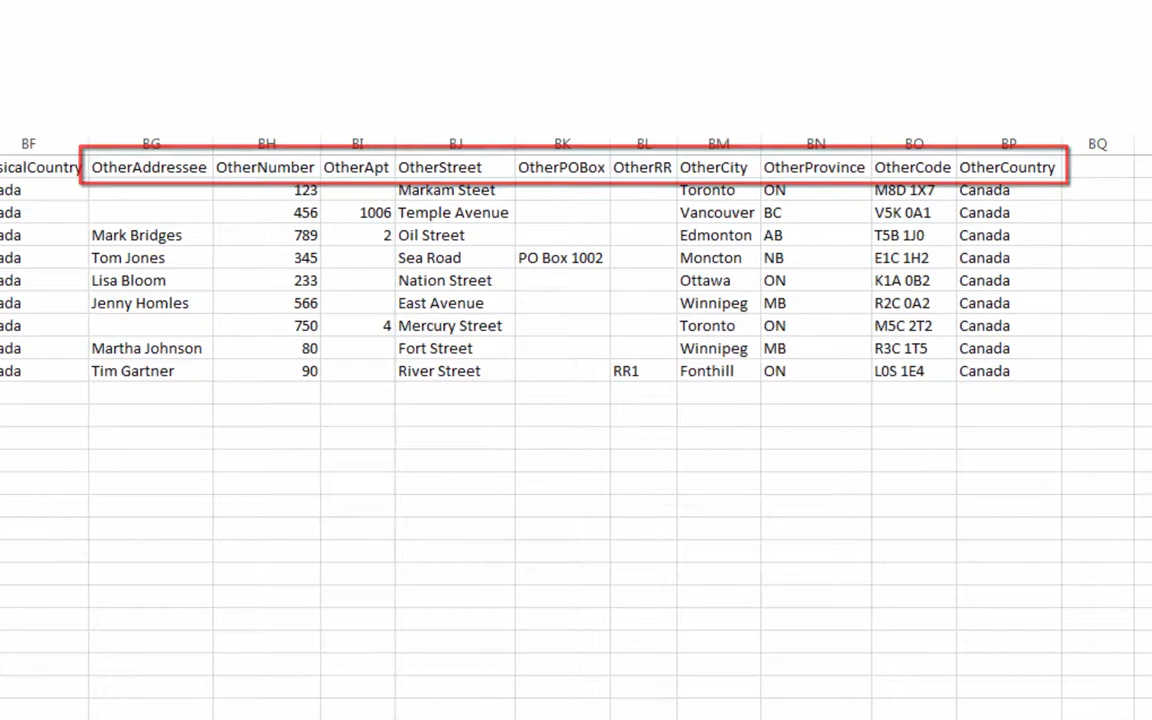 BF BG BH BI BJ BK BL BM BN BO BP BQ
sicalCountry OtherAddressee OtherNumber OtherApt OtherStreet OtherPOBox OtherRR OtherCity OtherProvince OtherCode OtherCountry
ada 123 Markam Steet Toronto ON M8D 1X7 Canada
ada 456 1006 Temple Avenue Vancouver BC V5K 0A1 Canada
ada Mark Bridges 789 2 Oil Street Edmonton AB T5B 1J0 Canada
ada Tom Jones 345 Sea Road PO Box 1002 Moncton NB E1C 1H2 Canada
ada Lisa Bloom 233 Nation Street Ottawa ON K1A 0B2 Canada
ada Jenny Homles 566 East Avenue Winnipeg MB R2C 0A2 Canada
ada 750 4 Mercury Street Toronto ON M5C 2T2 Canada
ada Martha Johnson 80 Fort Street Winnipeg MB R3C 1T5 Canada
ada Tim Gartner 90 River Street RR1 Fonthill ON L0S 1E4 Canada